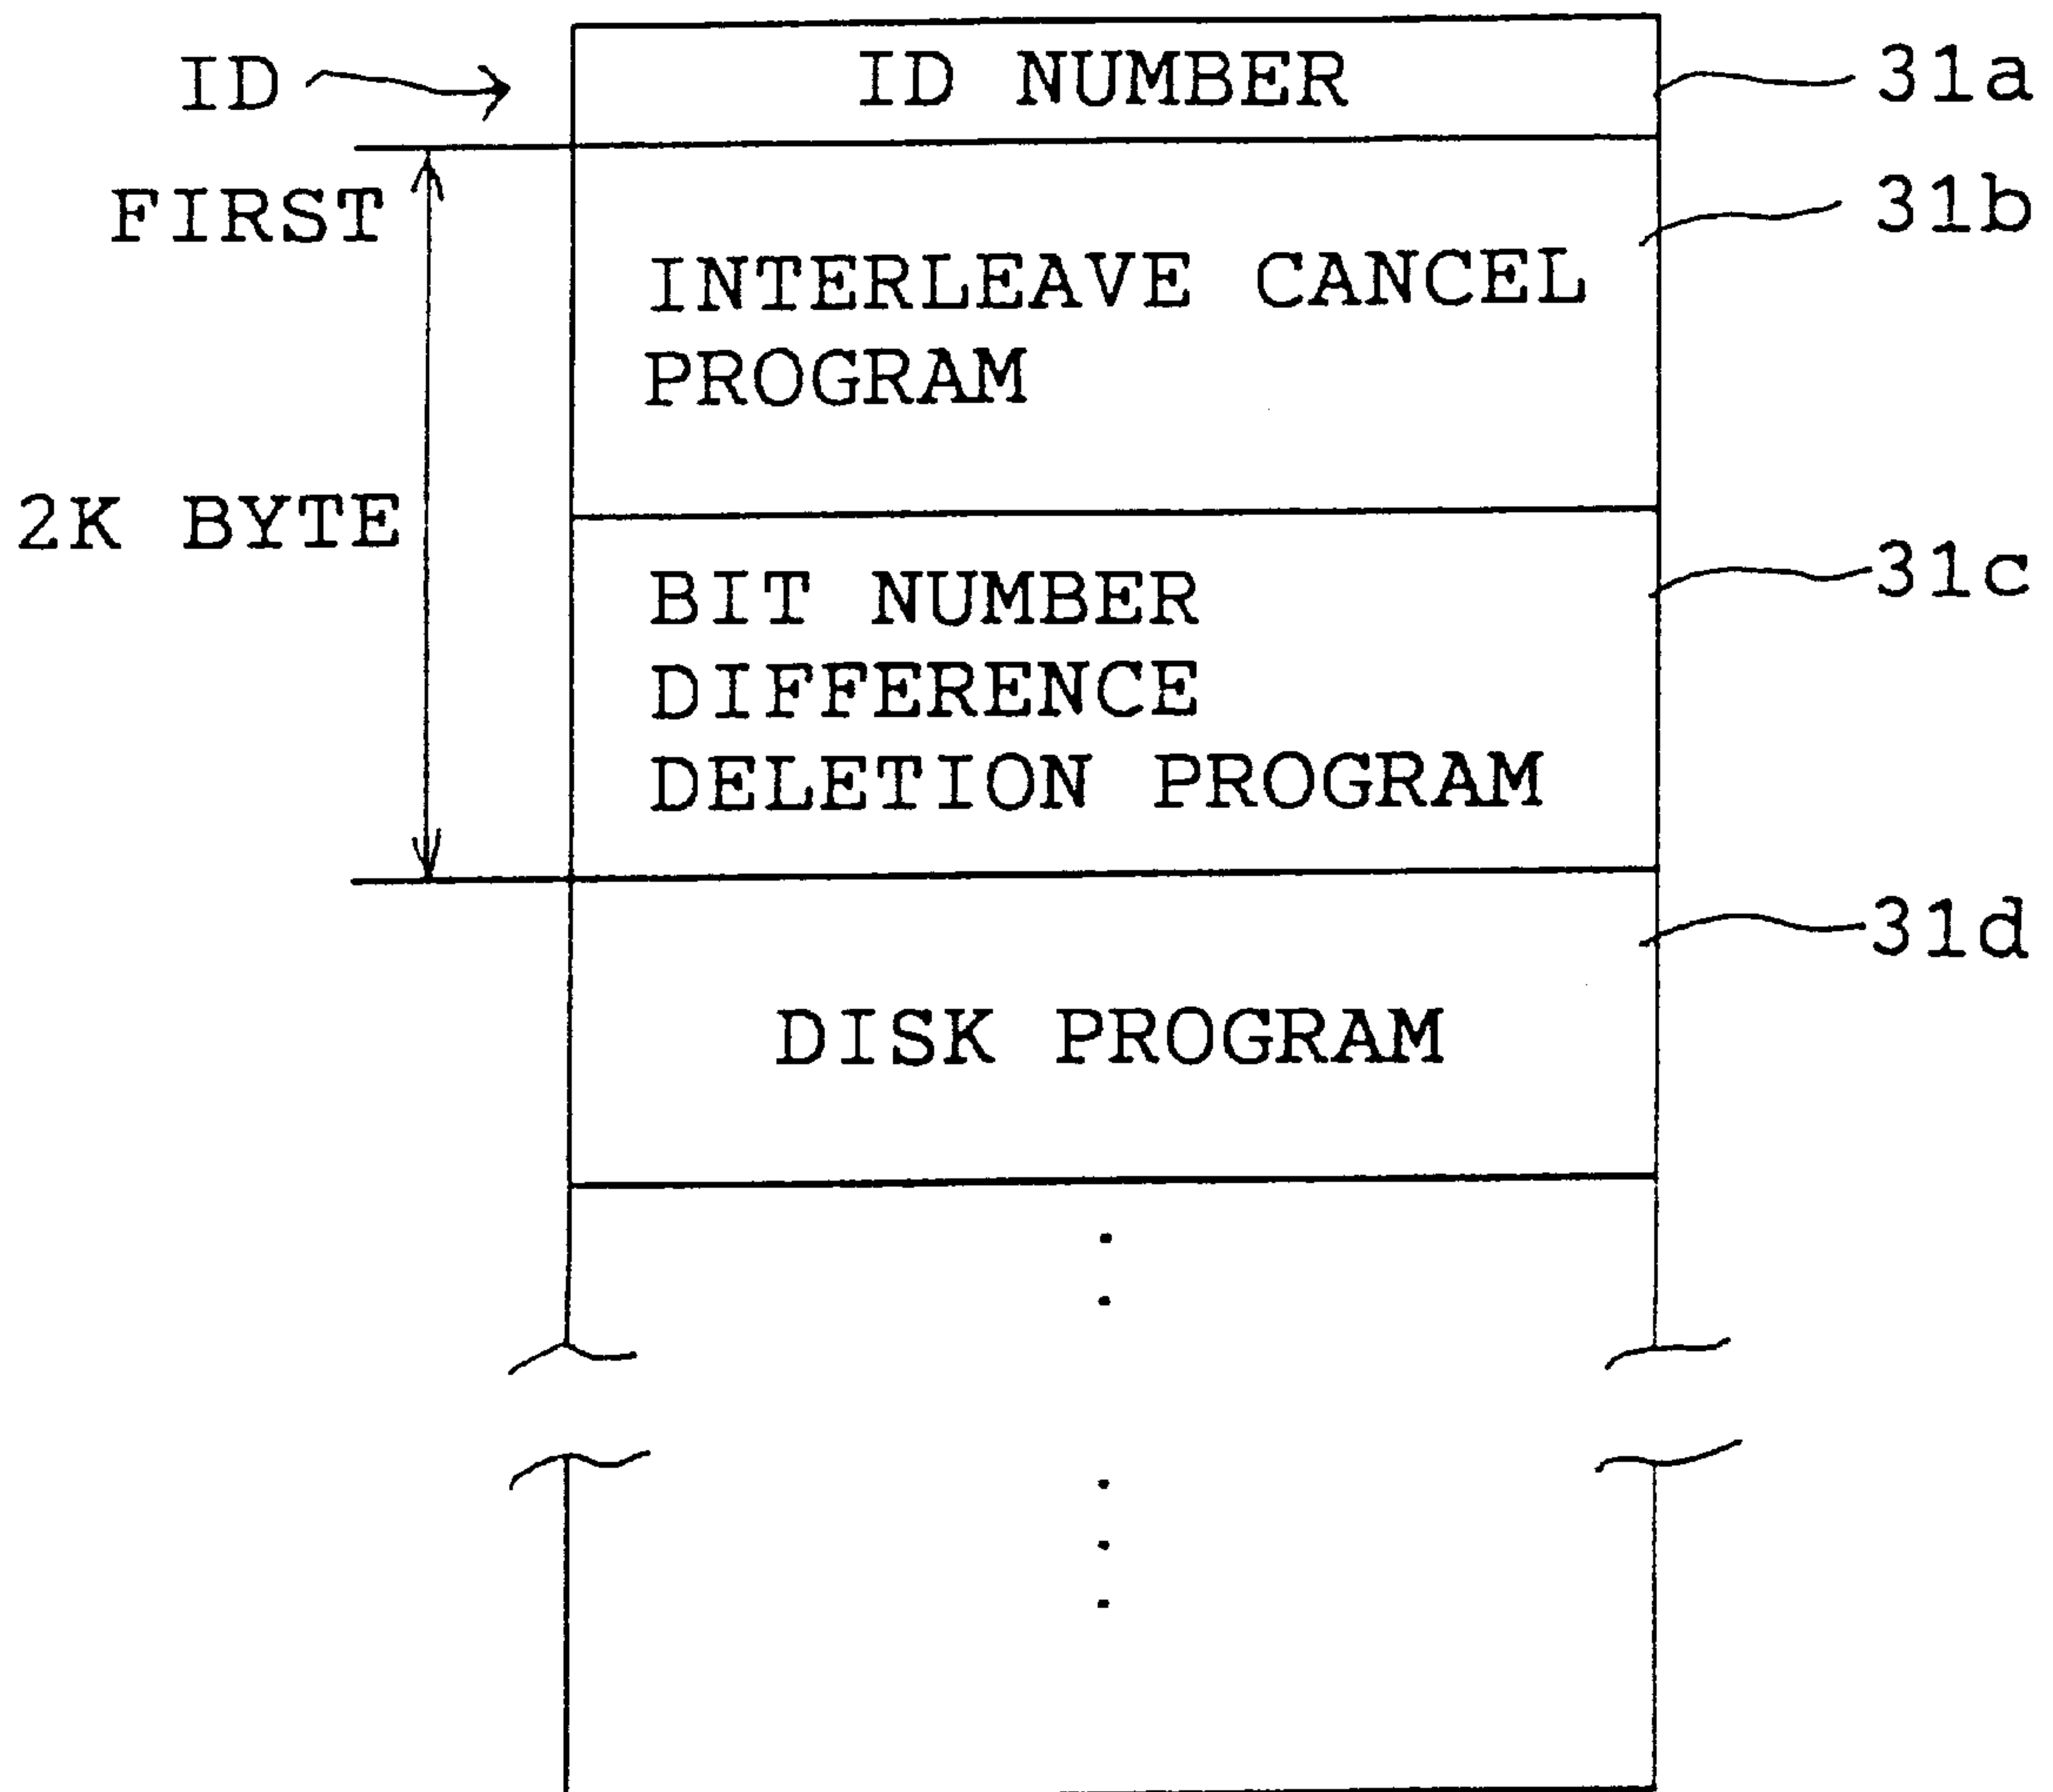 ID
ID NUMBER
31a
FIRST
31b
INTERLEAVE CANCEL
PROGRAM
2K BYTE
31c
BIT NUMBER
DIFFERENCE
DELETION PROGRAM
31d
DISK PROGRAM